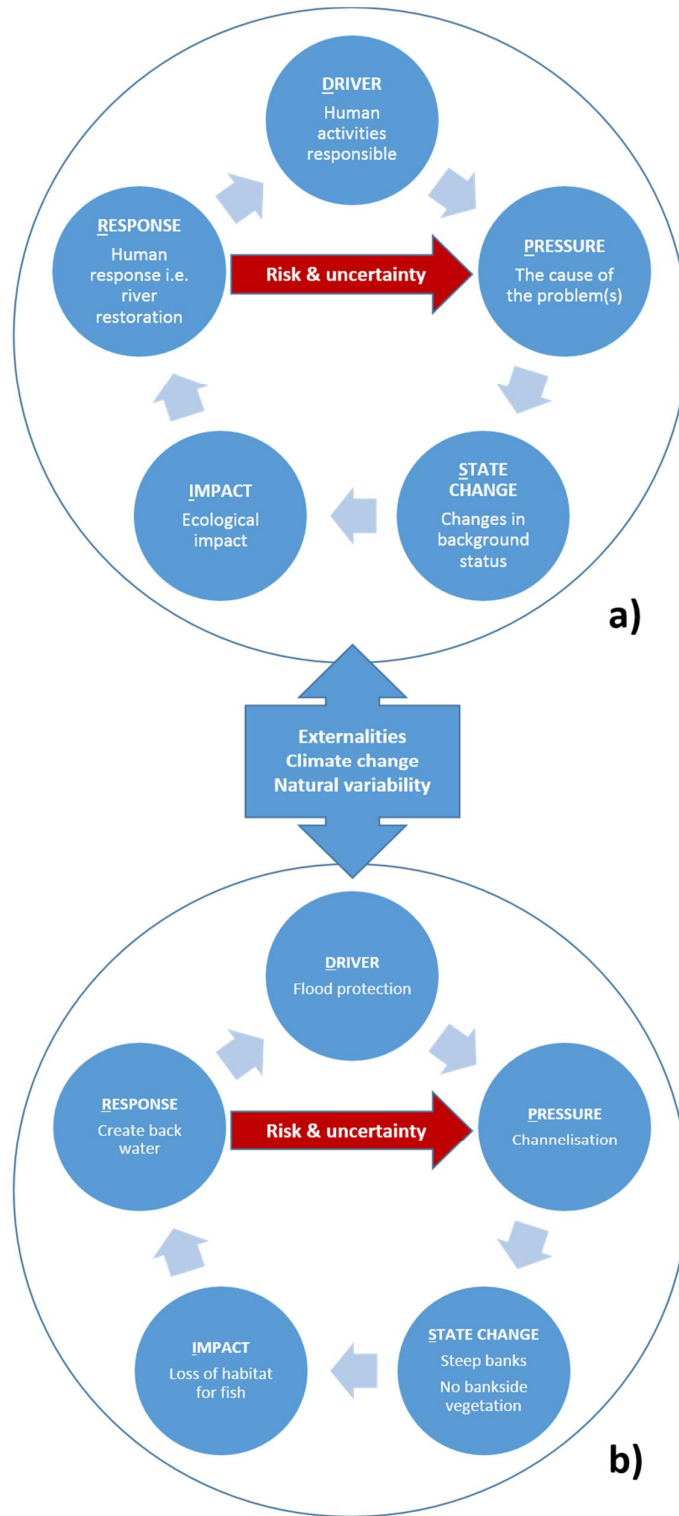 DRIVER
Human
activities
responsible
RESPONSE
Human
response i.e.
river
restoration
Risk & uncertainty
PRESSURE
The cause
of the
problem(s)
IMPACT
Ecological
impact
STATE
CHANGE
Changes in
background
status
a)
Externalities
Climate change
Natural variability
DRIVER
Flood protection
RESPONSE
Create back
water
Risk & uncertainty
PRESSURE
Channelisation
IMPACT
Loss of habitat
for fish
STATE CHANGE
Steep banks
No bankside
vegetation
b)